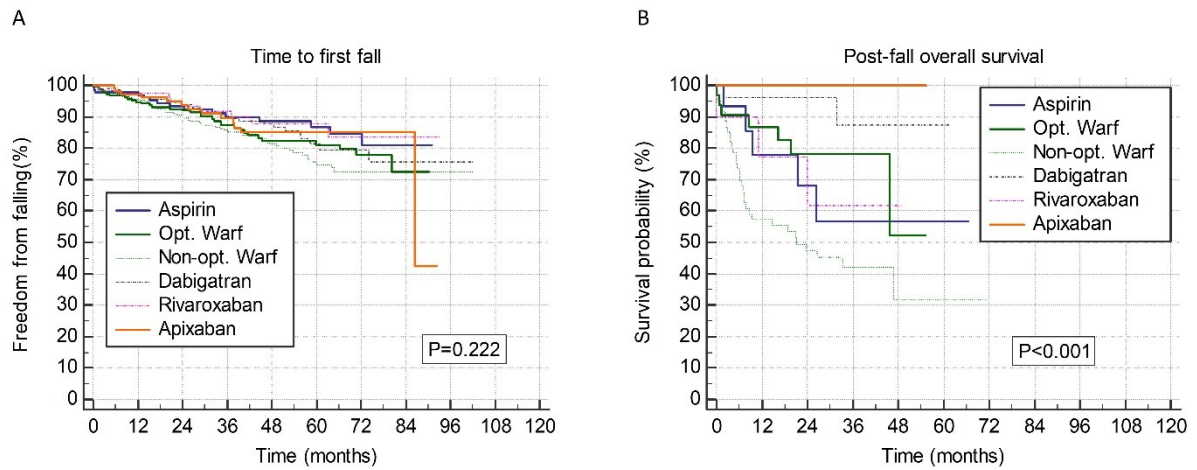 A
Time to first fall
Freedom from falling(%)
100
90
80
70
60
50
40
30
20
10
0
Aspirin
Opt. Warf
Non-opt. Warf
Dabigatran
Rivaroxaban
Apixaban
P=0.222
0 12 24 36 48 60 72 84 96 108 120
Time (months)
B
Post-fall overall survival
Survival probability (%)
100
90
80
70
60
50
40
30
20
10
0
Aspirin
Opt. Warf
Non-opt. Warf
Dabigatran
Rivaroxaban
Apixaban
P<0.001
0 12 24 36 48 60 72 84 96 108 120
Time (months)